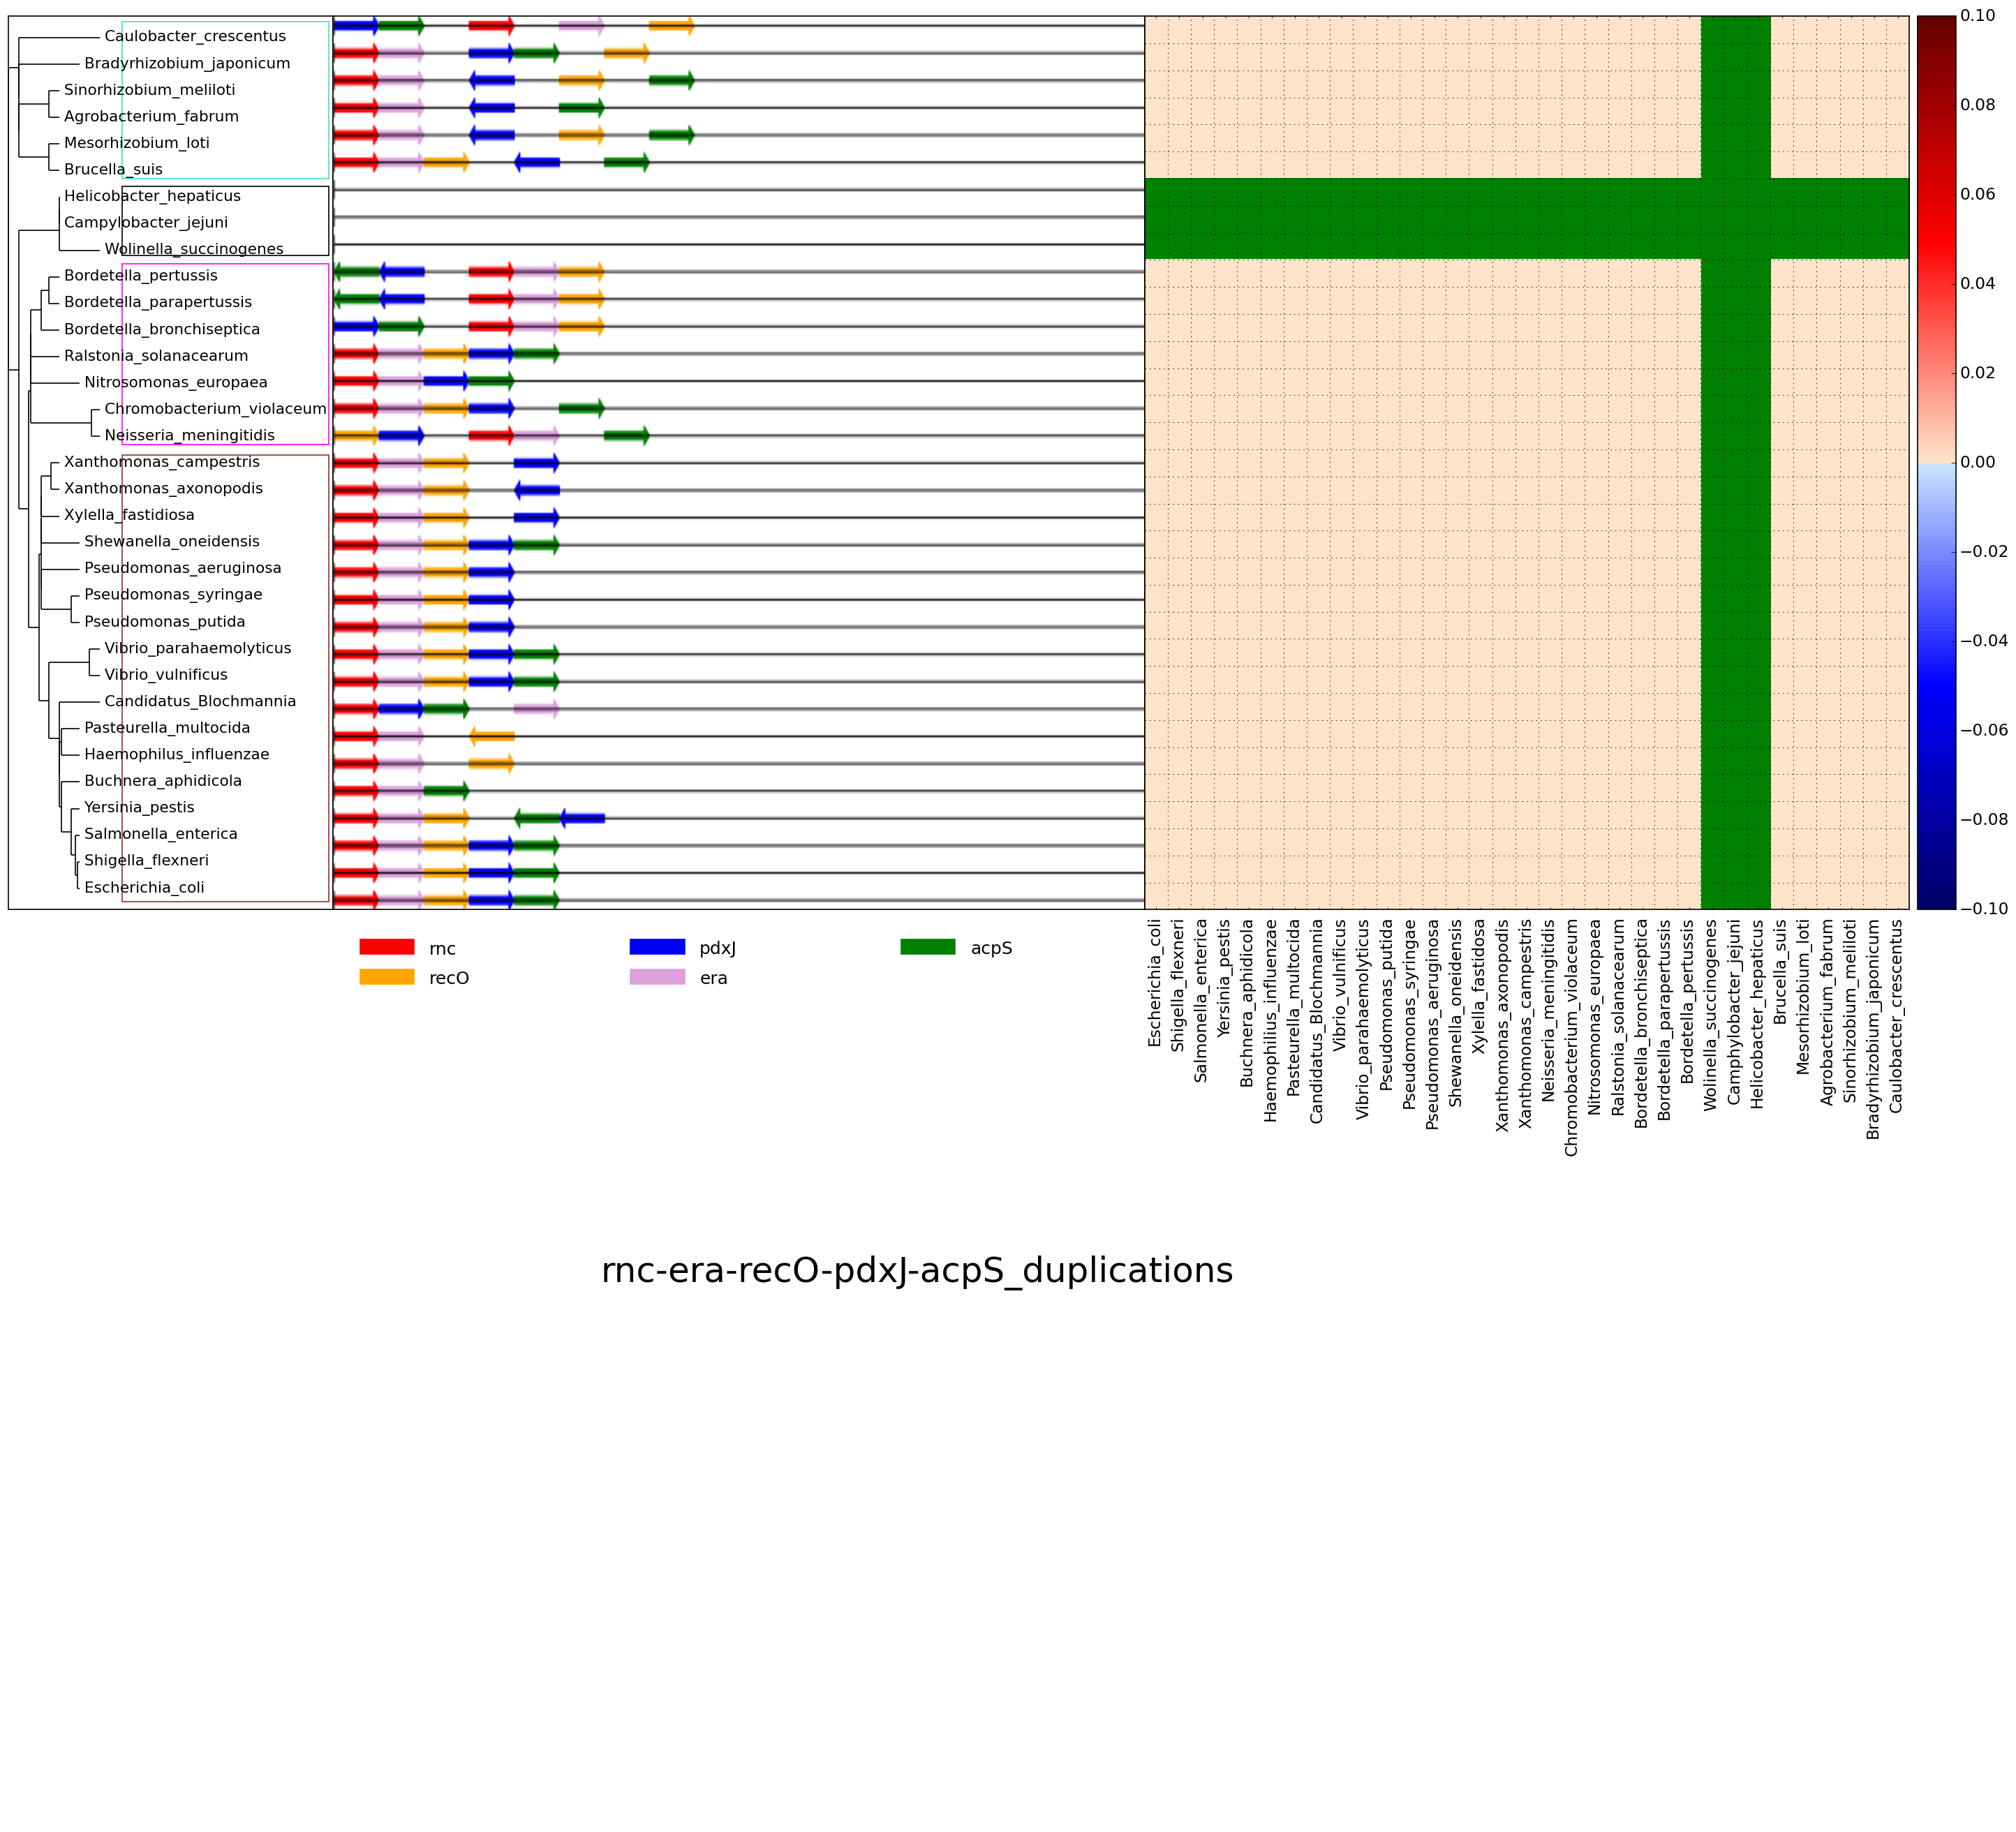 Caulobacter_crescentus
Bradyrhizobium_japonicum
Sinorhizobium_meliloti
Agrobacterium_fabrum
Mesorhizobium_loti
Brucella_suis
Helicobacter_hepaticus
Campylobacter_jejuni
Wolinella_succinogenes
Bordetella_pertussis
Bordetella_parapertussis
Bordetella_bronchiseptica
Ralstonia_solanacearum
Nitrosomonas_europaea
Chromobacterium_violaceum
Neisseria_meningitidis
Xanthomonas_campestris
Xanthomonas_axonopodis
Xylella_fastidiosa
Shewanella_oneidensis
Pseudomonas_aeruginosa
Pseudomonas_syringae
Pseudomonas_putida
Vibrio_parahaemolyticus
Vibrio_vulnificus
Candidatus_Blochmannia
Pasteurella_multocida
Haemophilus_influenzae
Buchnera_aphidicola
Yersinia_pestis
Salmonella_enterica
Shigella_flexneri
Escherichia_coli
0.10
0.08
0.06
0.04
0.02
0.00
−0.02
−0.04
−0.06
−0.08
−0.10
rnc
pdxJ
acpS
recO
era
Escherichia_coli
Shigella_flexneri
Salmonella_enterica
Yersinia_pestis
Buchnera_aphidicola
Haemophilius_influenzae
Pasteurella_multocida
Candidatus_Blochmannia
Vibrio_vulnificus
Vibrio_parahaemolyticus
Pseudomonas_putida
Pseudomonas_syringae
Pseudomonas_aeruginosa
Shewanella_oneidensis
Xylella_fastidosa
Xanthomonas_axonopodis
Xanthomonas_campestris
Neisseria_meningitidis
Chromobacterium_violaceum
Nitrosomonas_europaea
Ralstonia_solanacearum
Bordetella_bronchiseptica
Bordetella_parapertussis
Bordetella_pertussis
Wolinella_succinogenes
Camphylobacter_jejuni
Helicobacter_hepaticus
Brucella_suis
Mesorhizobium_loti
Agrobacterium_fabrum
Sinorhizobium_meliloti
Bradyrhizobium_japonicum
Caulobacter_crescentus
rnc-era-recO-pdxJ-acpS_duplications